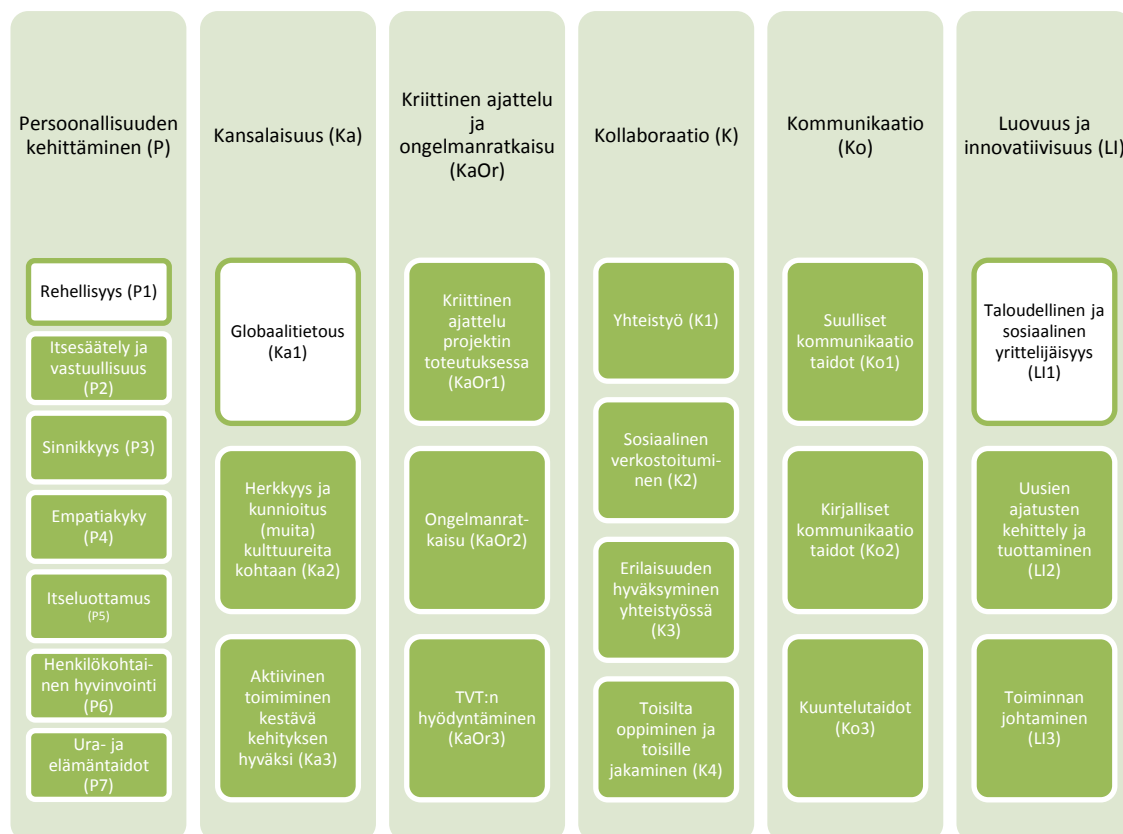 Persoonallisuuden
kehittäminen (P)
Rehellisyys (P1)
Itsesäätely ja
vastuullisuus
(P2)
Sinnikkyys (P3)
Empatiakyky
(P4)
Itseluottamus
(P5)
Henkilökohtai-
nen hyvinvointi
(P6)
Ura- ja
elämäntaidot
(P7)
Kansalaisuus (Ka)
Globaalitietous
(Ka1)
Herkkyys ja
kunnioitus
(muita)
kulttuureita
kohtaan (Ka2)
Aktiivinen
toimiminen
kestävä
kehityksen
hyväksi (Ka3)
Kriittinen ajattelu
ja
ongelmanratkaisu
(KaOr)
Kriittinen
ajattelu
projektin
toteutuksessa
(KaOr1)
Ongelmanrat-
kaisu (KaOr2)
TVT:n
hyödyntäminen
(KaOr3)
Kollaboraatio (K)
Yhteistyö (K1)
Sosiaalinen
verkostoitumi-
nen (K2)
Erilaisuuden
hyväksyminen
yhteistyössä
(K3)
Toisilta
oppiminen ja
toisille
jakaminen (K4)
Kommunikaatio
(Ko)
Suulliset
kommunikaatio
taidot (Ko1)
Kirjalliset
kommunikaatio
taidot (Ko2)
Kuuntelutaidot
(Ko3)
Luovuus ja
innovatiivisuus (LI)
Taloudellinen ja
sosiaalinen
yrittelijäisyys
(LI1)
Uusien
ajatusten
kehittely ja
tuottaminen
(LI2)
Toiminnan
johtaminen
(LI3)